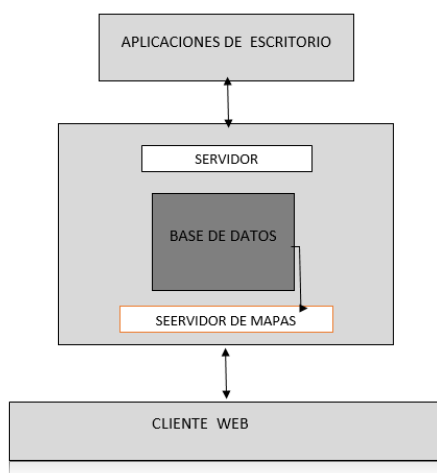 APLICACIONES DE ESCRITORIO
SERVIDOR
BASE DE DATOS
SEERVIDOR DE MAPAS
CLIENTE WEB